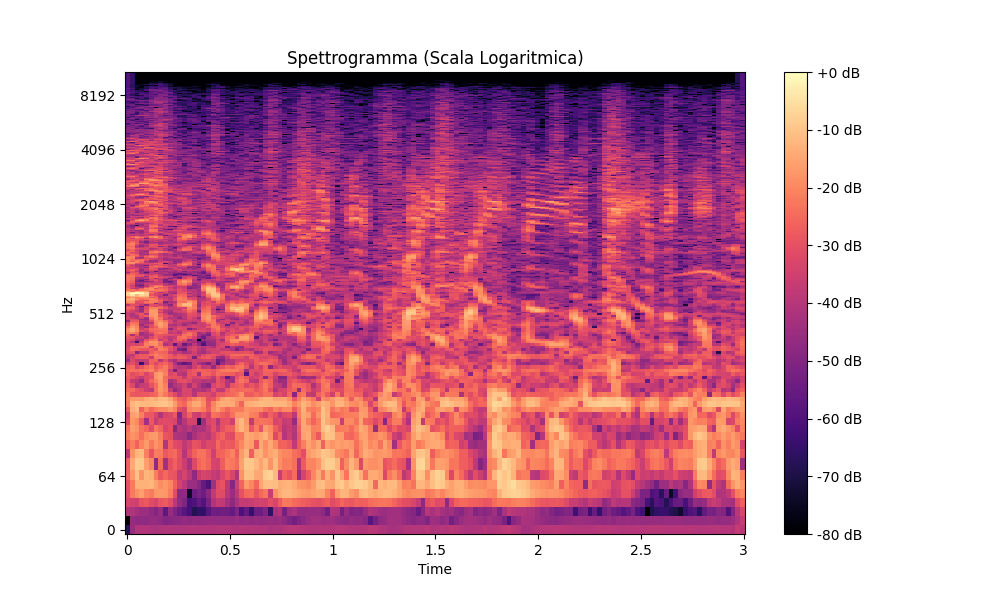 Spettrogramma (Scala Logaritmica)
Hz
8192
4096
2048
1024
512
256
128
64
0
0 0.5 1 1.5 2 2.5 3
Time
+0 dB
-10 dB
-20 dB
-30 dB
-40 dB
-50 dB
-60 dB
-70 dB
-80 dB